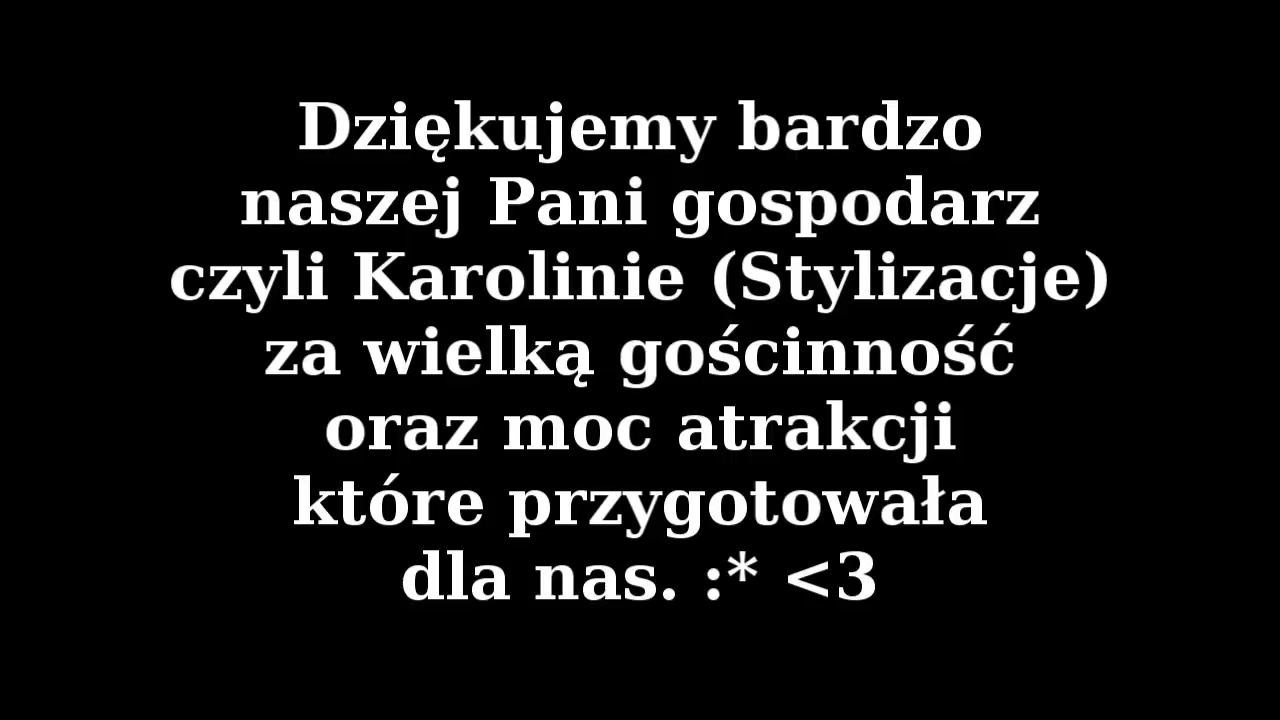 Dziękujemy bardzo
naszej Pani gospodarz
czyli Karolinie (Stylizacje)
za wielką gościnność
oraz moc atrakcji
które przygotowała
dla nas. :* <3